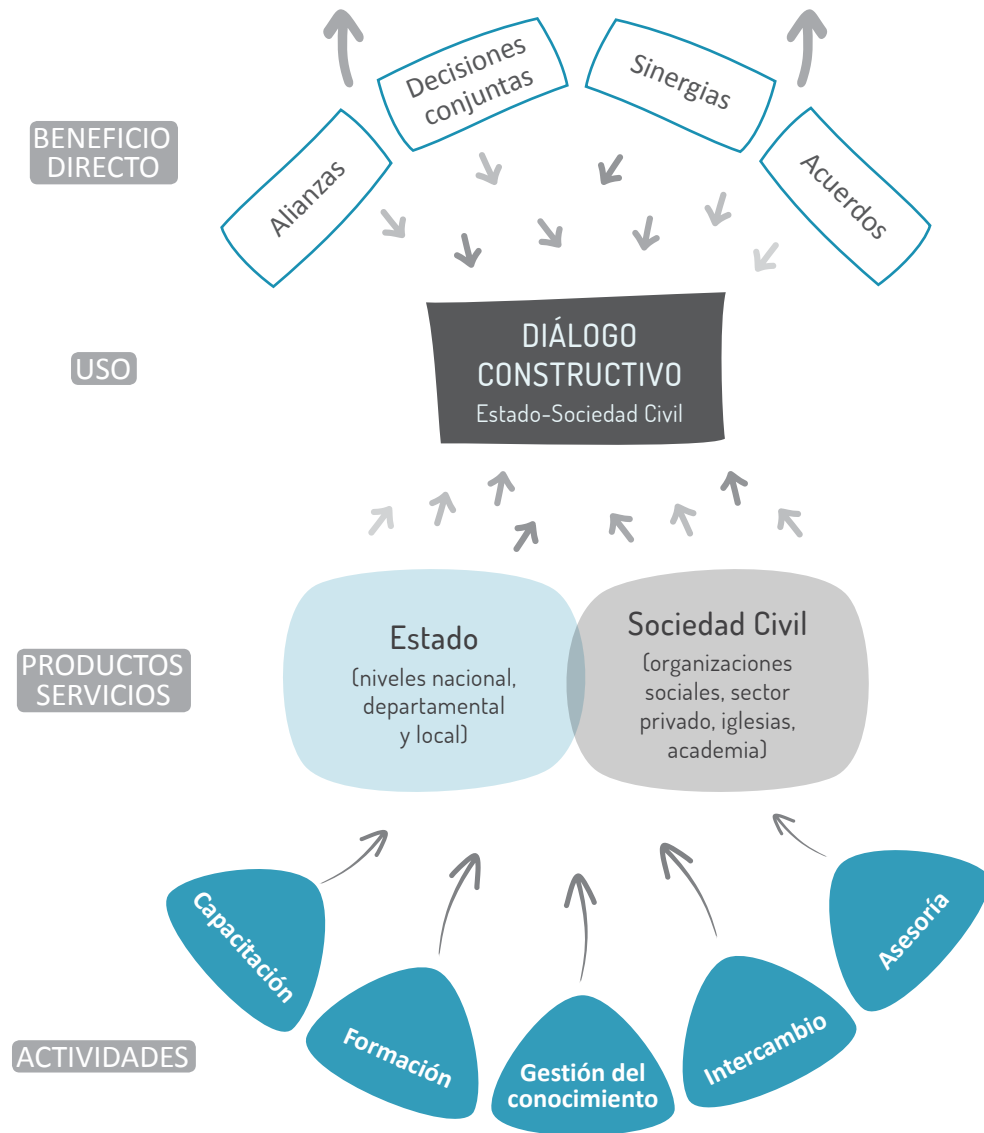 Decisiones
conjuntas
Sinergias
BENEFICIO
DIRECTO
Alianzas
Acuerdos
USO
DIÁLOGO
CONSTRUCTIVO
Estado-Sociedad Civil
PRODUCTOS
SERVICIOS
Estado
(niveles nacional,
departamental
y local)
Sociedad Civil
(organizaciones
sociales, sector
privado, iglesias,
academia)
ACTIVIDADES
Capacitación
Formación
Gestión del
conocimiento
Intercambio
Asesoría